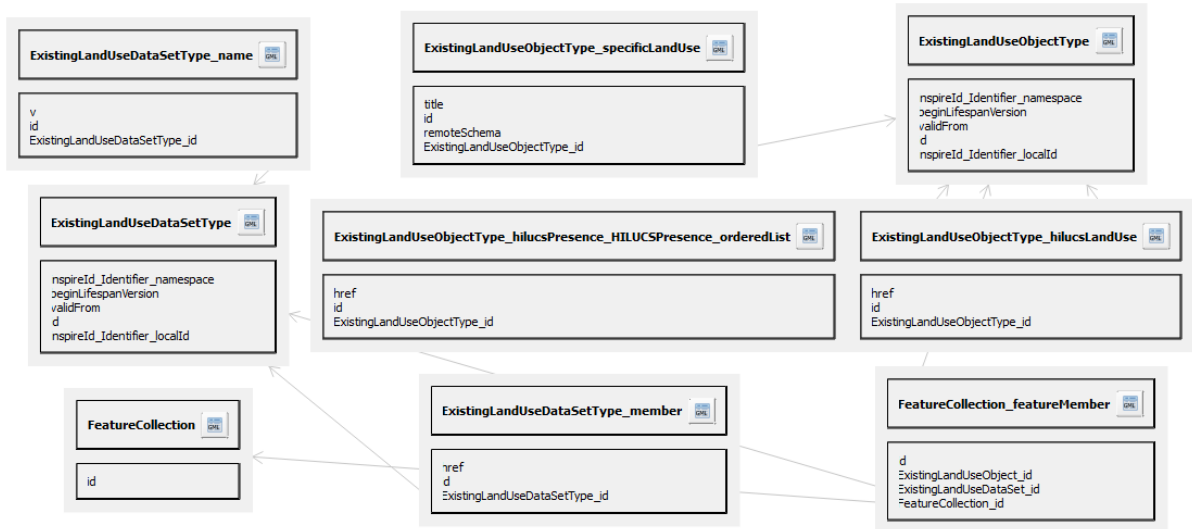 ExistingLandUseDataSetType_name
GML
v
id
ExistingLandUseDataSetType_id
ExistingLandUseObjectType_specificLandUse
GML
title
id
remoteSchema
ExistingLandUseObjectType_id
ExistingLandUseObjectType
GML
nspireId_Identifier_namespace
beginLifespanVersion
validFrom
d
nspireId_Identifier_localId
ExistingLandUseDataSetType
GML
nspireId_Identifier_namespace
beginLifespanVersion
validFrom
d
nspireId_Identifier_localId
ExistingLandUseObjectType_hilucsPresence_HILUCSPresence_orderedList
GML
href
id
ExistingLandUseObjectType_id
ExistingLandUseObjectType_hilucsLandUse
GML
href
id
ExistingLandUseObjectType_id
FeatureCollection
GML
id
ExistingLandUseDataSetType_member
GML
href
d
ExistingLandUseDataSetType_id
FeatureCollection_featureMember
GML
d
ExistingLandUseObject_id
ExistingLandUseDataSet_id
FeatureCollection_id